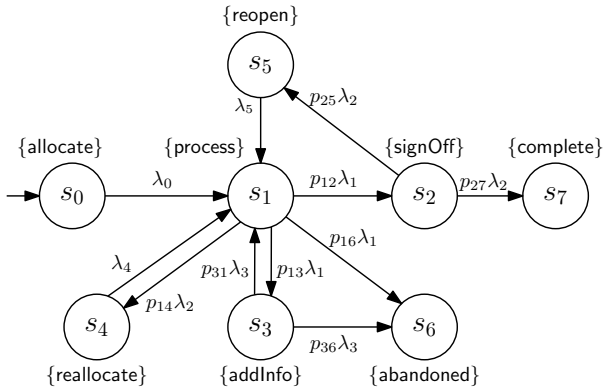 {reopen}
s5
λ5
p25λ2
{allocate}
{process}
{signOff}
{complete}
s0
λ0
s1
p12λ1
s2
p27λ2
s7
λ4
p14λ2
p31λ3
p13λ1
p16λ1
s4
s3
p36λ3
s6
{reallocate}
{addInfo}
{abandoned}